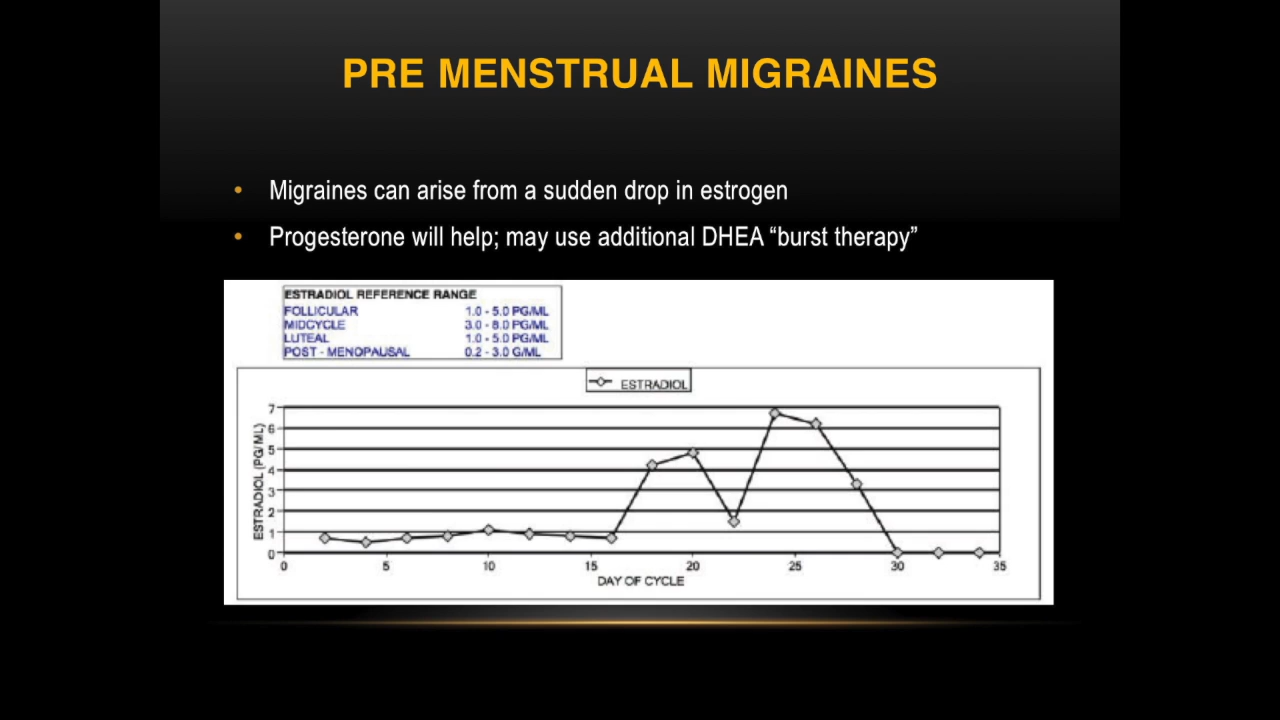 PRE MENSTRUAL MIGRAINES
• Migraines can arise from a sudden drop in estrogen
• Progesterone will help; may use additional DHEA “burst therapy”
ESTRADIOL REFERENCE RANGE
FOLLICULAR 1.0 - 5.0 PG/ML
MIDCYCLE 3.0 - 8.0 PG/ML
LUTEAL 1.0 - 5.0 PG/ML
POST - MENOPAUSAL 0.2 - 3.0 G/ML
ESTRADIOL
ESTRADIOL (PG/ML)
7
6
5
4
3
2
1
0
0 5 10 15 20 25 30 35
DAY OF CYCLE